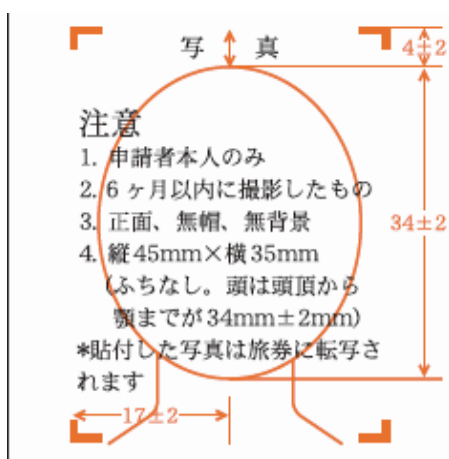 写 真
4±2
注意
1. 申請者本人のみ
2. 6 ヶ月以内に撮影したもの
3. 正面、無帽、無背景
34±2
4. 縦45mm×横35mm
(ふちなし。頭は頭頂から
顎までが34mm±2mm)
*貼付した写真は旅券に転写さ
れます
17±2